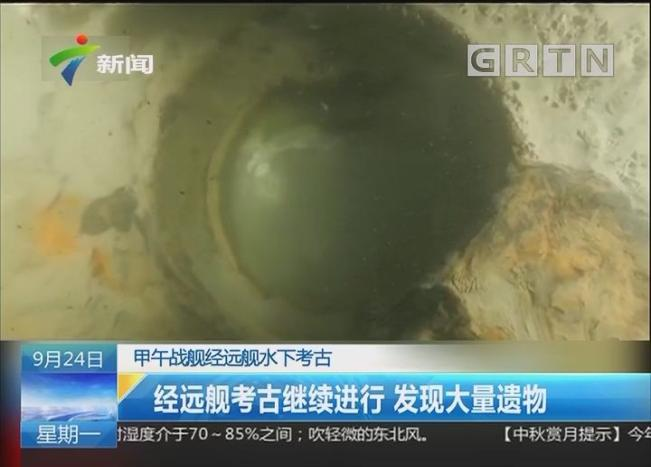 新闻
GRTN
9月24日
甲午战舰经远舰水下考古
经远舰考古继续进行 发现大量遗物
星期一
时湿度介于70～85%之间；吹轻微的东北风。 【中秋赏月提示】今年